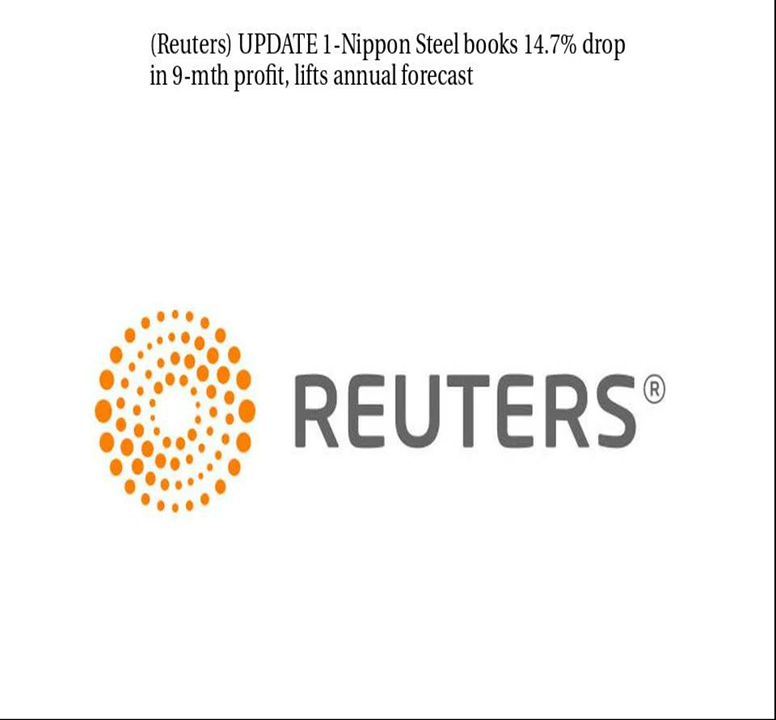 (Reuters) UPDATE 1-Nippon Steel books 14.7% drop
in 9-mth profit, lifts annual forecast
REUTERS®